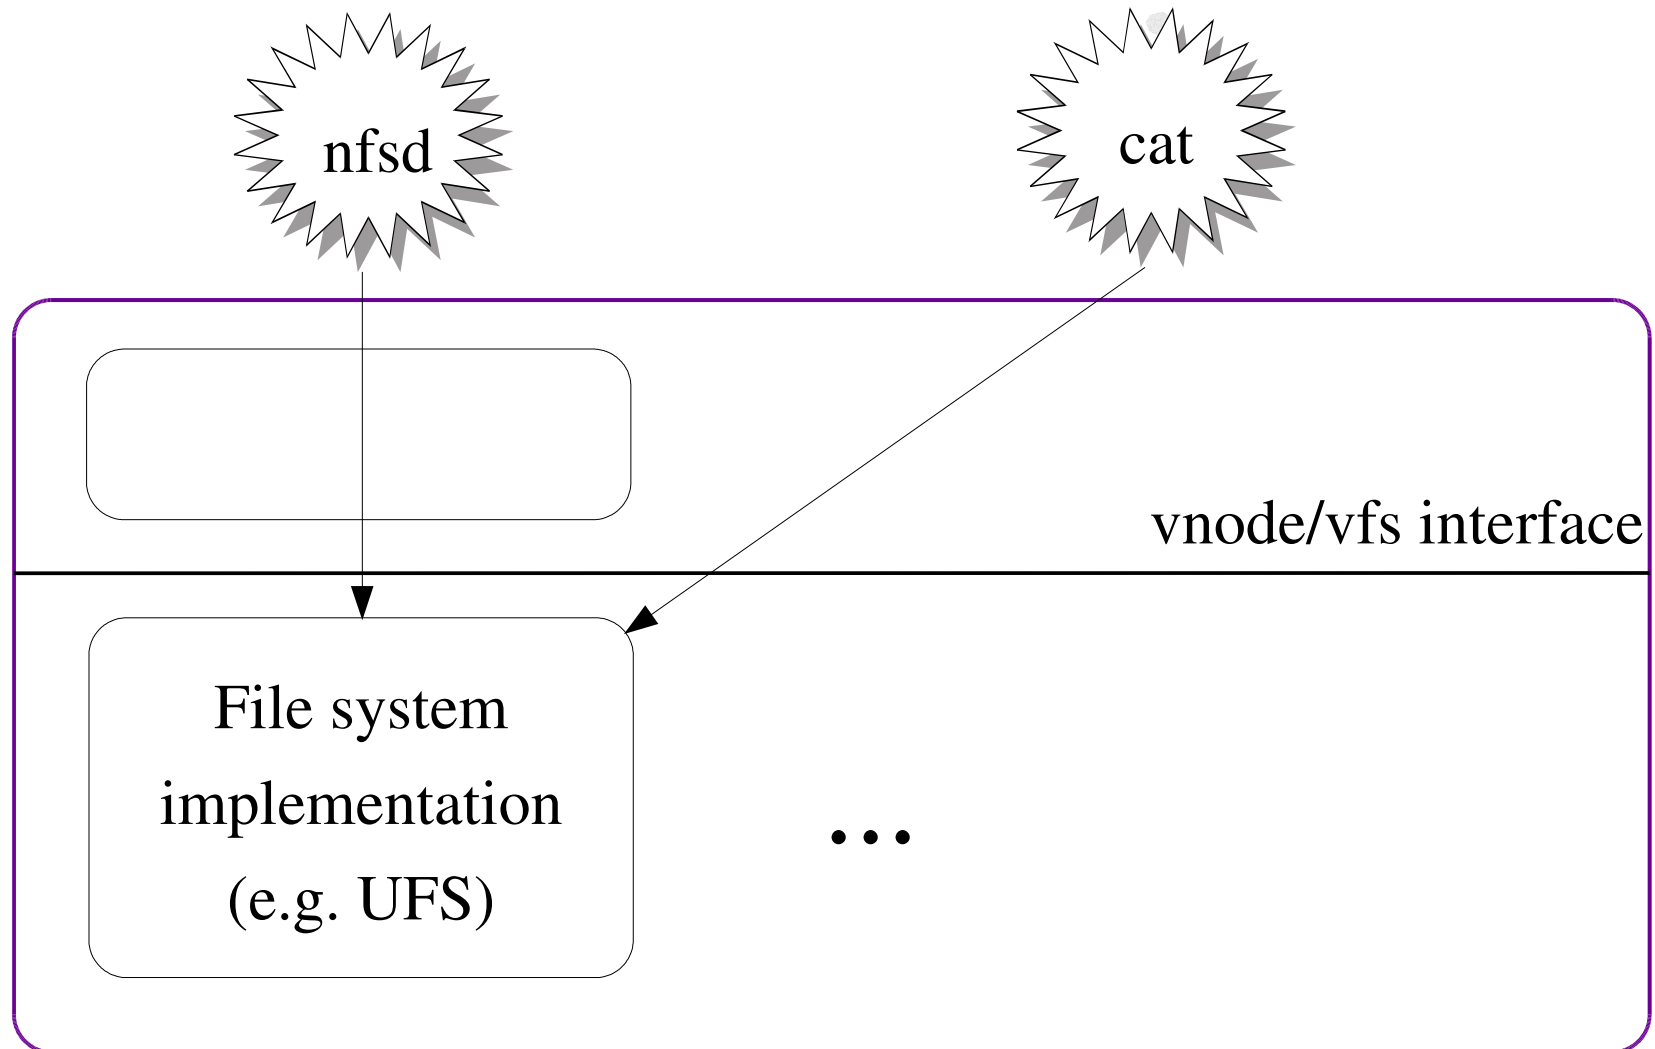 nfsd
cat
vnode/vfs interface
File system
implementation
(e.g. UFS)
...